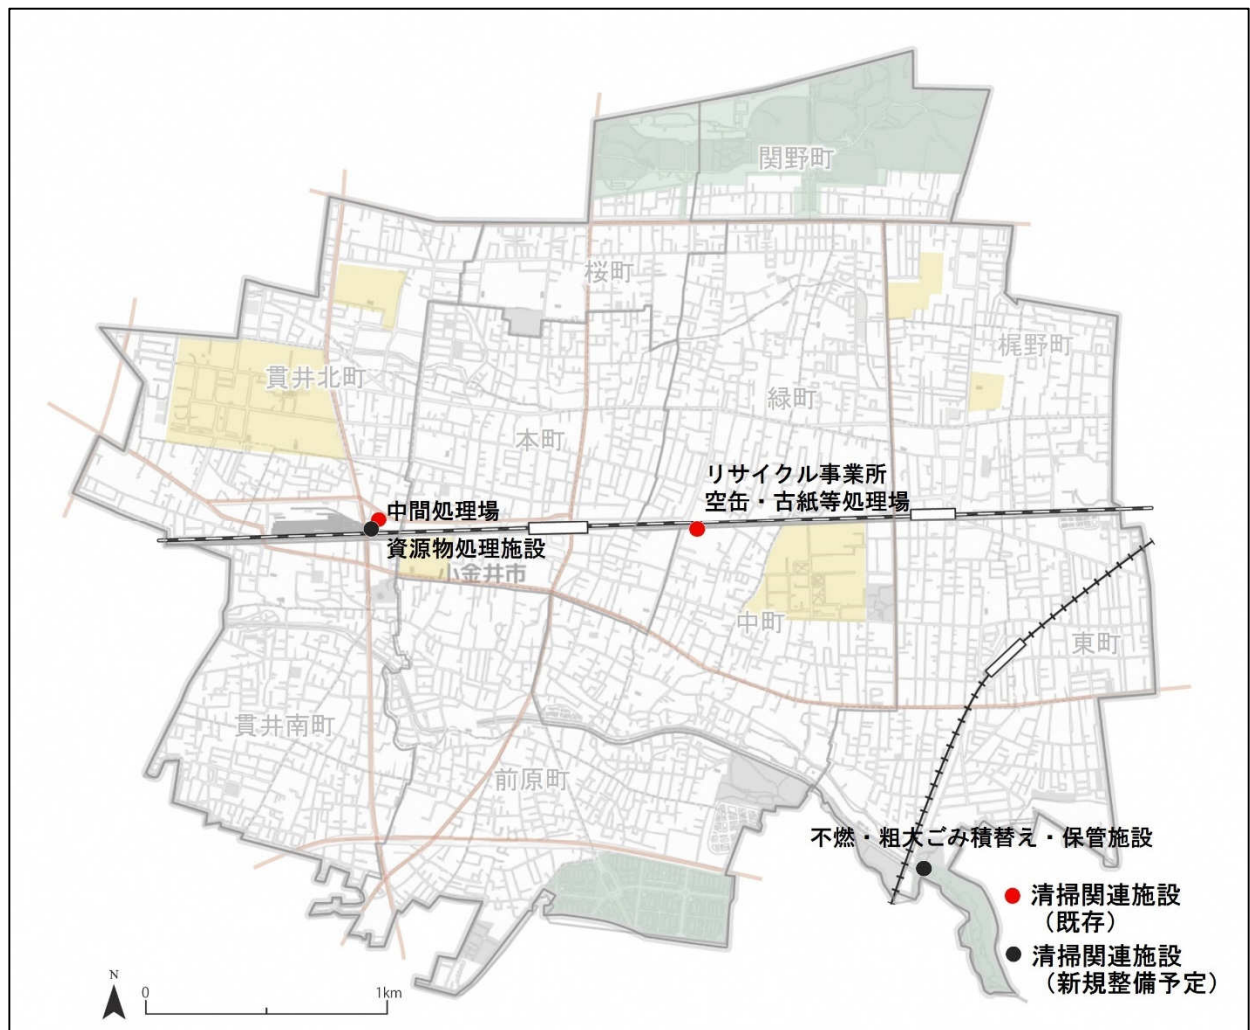 関野町
桜町
梶野町
貫井北町
緑町
本町
リサイクル事業所
空缶・古紙等処理場
中間処理場
資源物処理施設
小金井市
中町
東町
貫井南町
前原町
不燃・粗大ごみ積替え・保管施設
清掃関連施設
（既存）
清掃関連施設
（新規整備予定）
N
0
1km